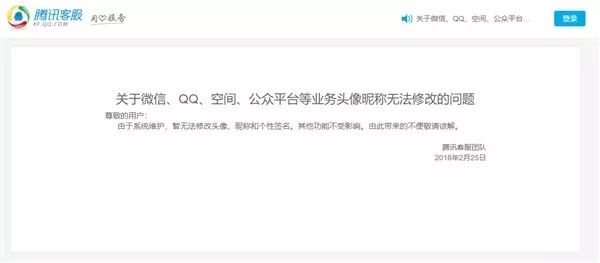 腾讯客服
KF.QQ.COM
用心服务
关于微信、QQ、空间、公众平台...
登录
关于微信、QQ、空间、公众平台等业务头像昵称无法修改的问题
尊敬的用户：
由于系统维护，暂无法修改头像、昵称和个性签名。其他功能不受影响。由此带来的不便敬请谅解。
腾讯客服团队
2018年2月25日